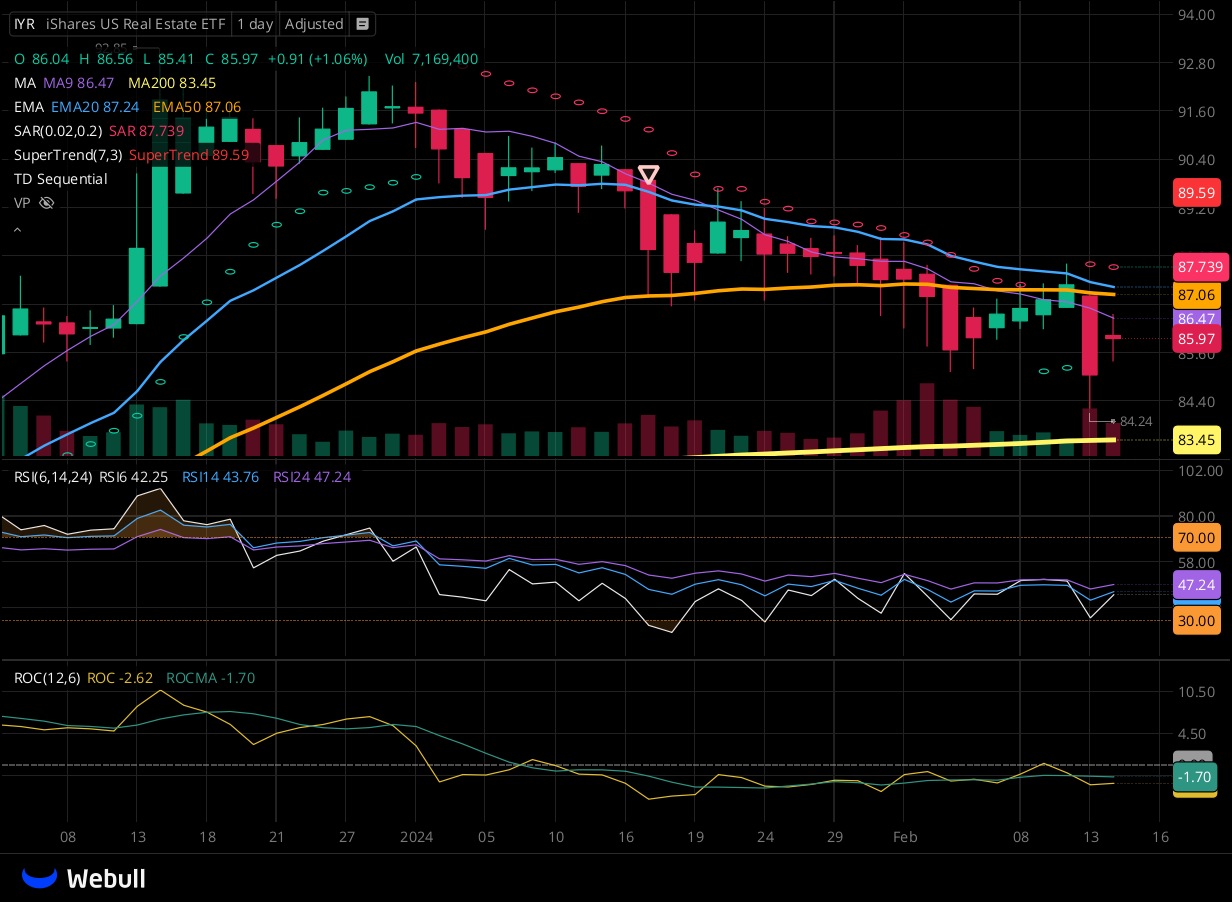 IYR iShares US Real Estate ETF 1 day Adjusted
94.00
O 86.04 H 86.56 L 85.41 C 85.97 +0.91 (+1.06%) Vol 7,169,400
92.80
MA MA9 86.47 MA200 83.45
EMA EMA20 87.24 EMA50 87.06
91.60
SAR(0.02,0.2) SAR 87.739
SuperTrend(7,3) SuperTrend 89.59
90.40
TD Sequential
89.59
VP
89.20
87.739
87.06
86.47
85.97
85.60
84.40
84.24
83.45
RSI(6,14,24) RSI6 42.25 RSI14 43.76 RSI24 47.24
102.00
80.00
70.00
58.00
47.24
30.00
ROC(12,6) ROC -2.62 ROCMA -1.70
10.50
4.50
-1.70
08 13 18 21 27 2024 05 10 16 19 24 29 Feb 08 13 16
Webull